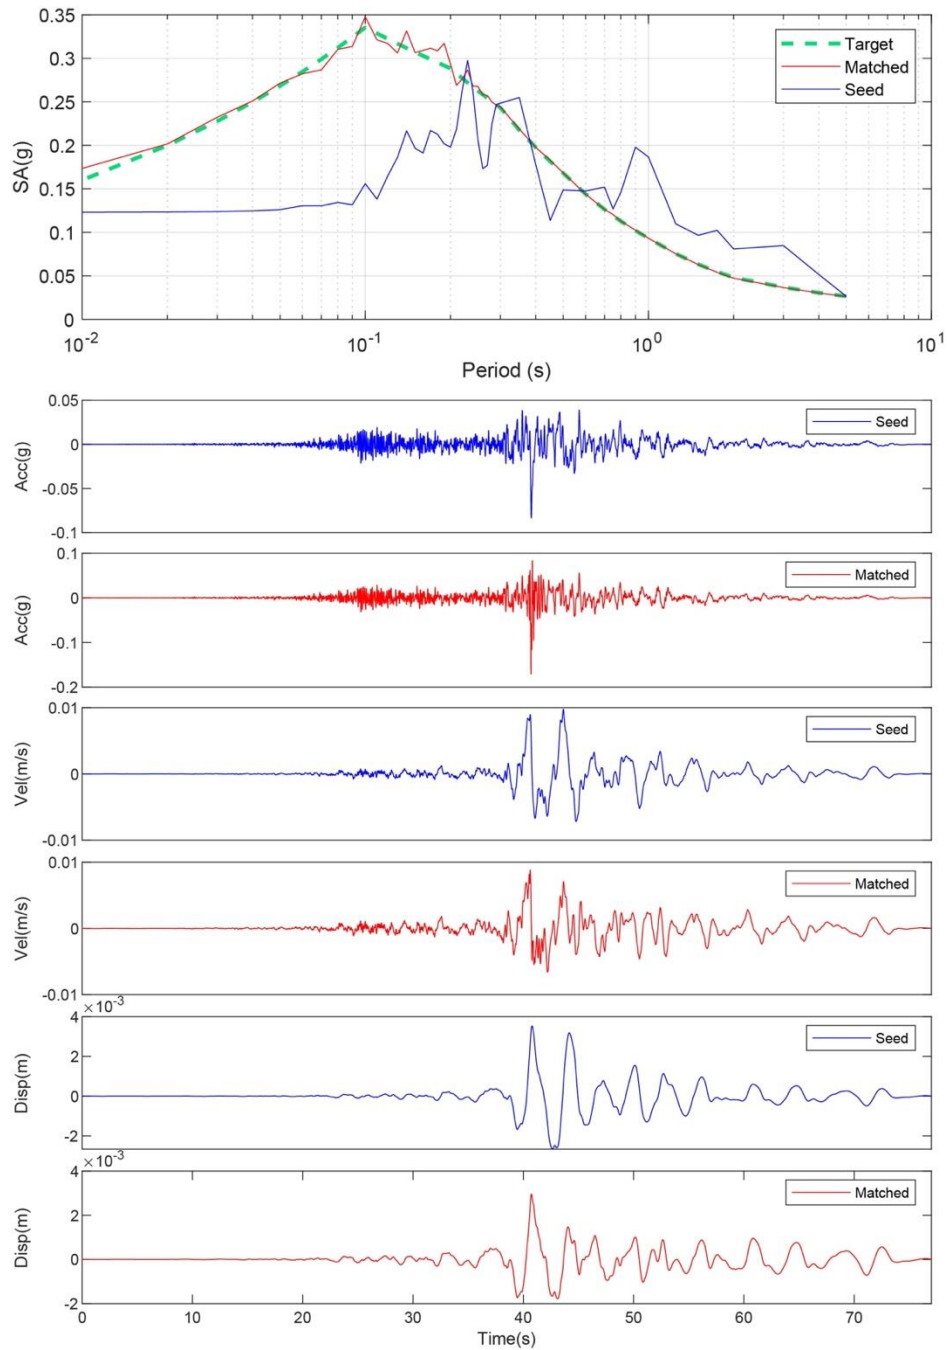 0.35
0.3
0.25
0.2
0.15
0.1
0.05
0
SA(g)
Target
Matched
Seed
10-2
10-1
100
101
Period (s)
0.05
0
-0.05
-0.1
Acc(g)
Seed
0.1
0
-0.1
-0.2
Acc(g)
Matched
0.01
0
-0.01
Vel(m/s)
Seed
0.01
0
-0.01
Vel(m/s)
Matched
×10-3
4
2
0
-2
Disp(m)
Seed
×10-3
4
2
0
-2
Disp(m)
Matched
0 10 20 30 40 50 60 70
Time(s)